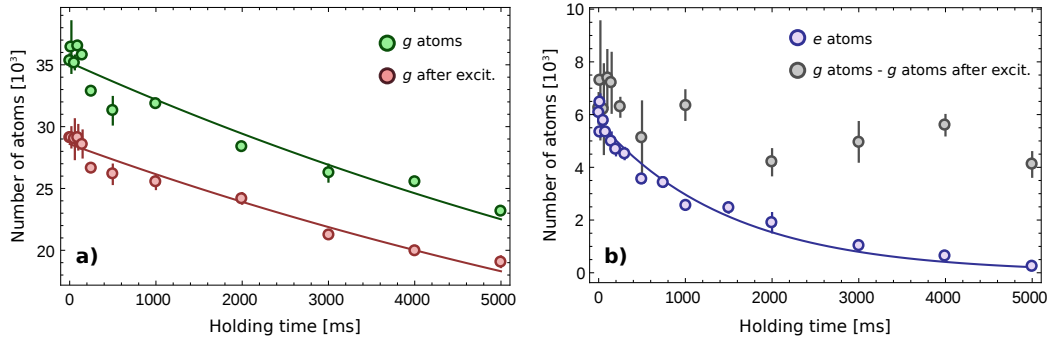 Number of atoms [10³]
35
30
25
20
g atoms
g after excit.
a)
0 1000 2000 3000 4000 5000
Holding time [ms]
Number of atoms [10³]
10
8
6
4
2
0
e atoms
g atoms - g atoms after excit.
b)
0 1000 2000 3000 4000 5000
Holding time [ms]